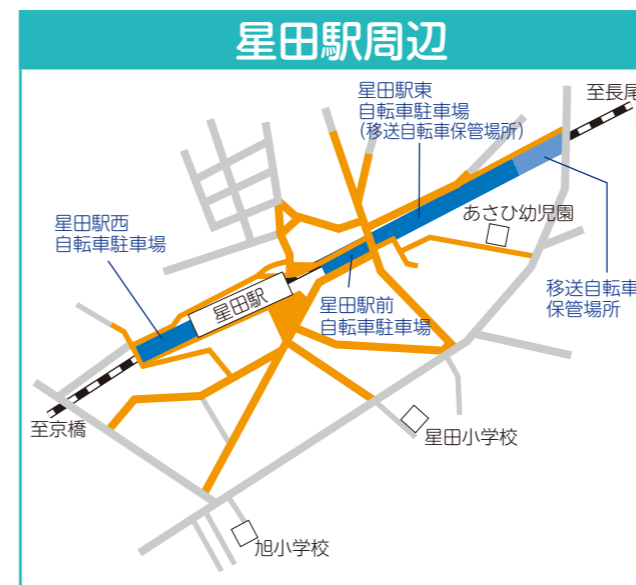 星田駅周辺
星田駅東
自転車駐車場
(移送自転車保管場所)
至長尾
あさひ幼児園
星田駅西
自転車駐車場
移送自転車
保管場所
星田駅
星田駅前
自転車駐車場
至京橋
星田小学校
旭小学校